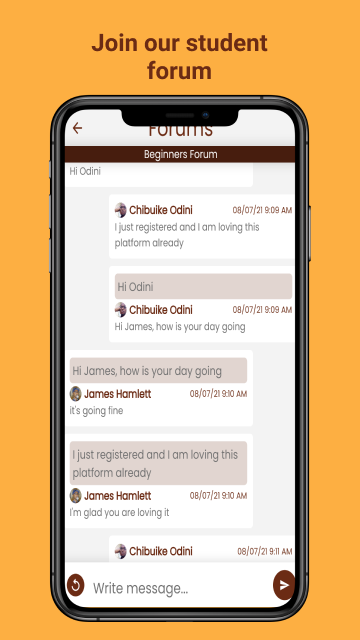 Join our student
forum
Forums
Beginners Forum
Hi Odini
Chibuike Odini 08/07/21 9:09 AM
I just registered and I am loving this
platform already
Hi Odini
Chibuike Odini 08/07/21 9:09 AM
Hi James, how is your day going
Hi James, how is your day going
James Hamlett 08/07/21 9:10 AM
it's going fine
I just registered and I am loving this
platform already
James Hamlett 08/07/21 9:10 AM
I'm glad you are loving it
Chibuike Odini 08/07/21 9:11 AM
Write message...